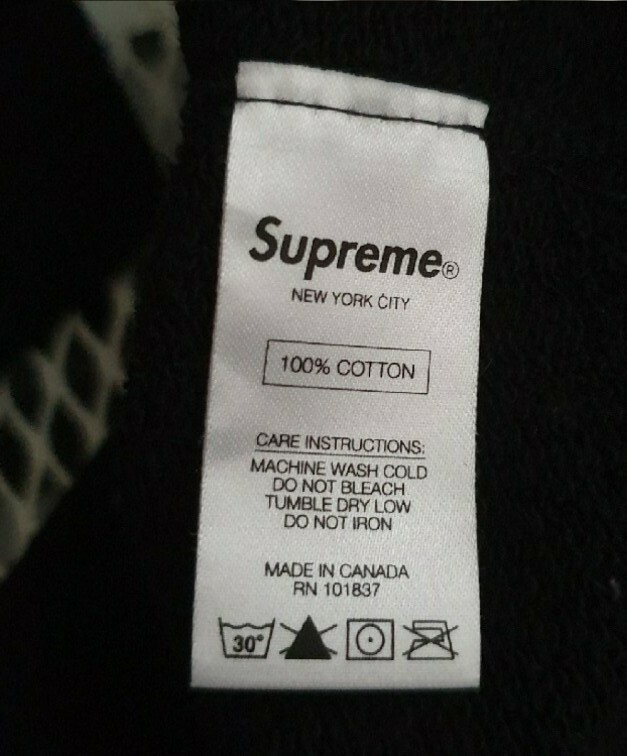 Supreme®
NEW YORK CITY
100% COTTON
CARE INSTRUCTIONS:
MACHINE WASH COLD
DO NOT BLEACH
TUMBLE DRY LOW
DO NOT IRON
MADE IN CANADA
RN 101837
30°